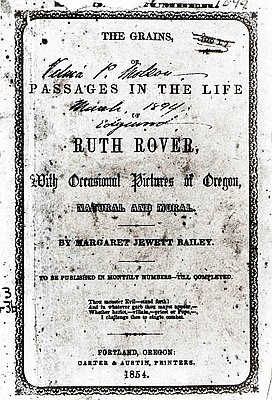 THE GRAINS,
OR,
PASSAGES IN THE LIFE
March 1894
OF
RUTH ROVER,
With Occasional Pictures of Oregon,
NATURAL AND MORAL.
BY MARGARET JEWETT BAILEY.
TO BE PUBLISHED IN MONTHLY NUMBERS—TILL COMPLETED.
Thou monster Evil—stand forth!
And in whatever garb thou mayst appear,—
Whether harlot,—villain,—priest or Pope,—
I challenge thee to single combat.
PORTLAND, OREGON:
CARTER & AUSTIN, PRINTERS.
1854.